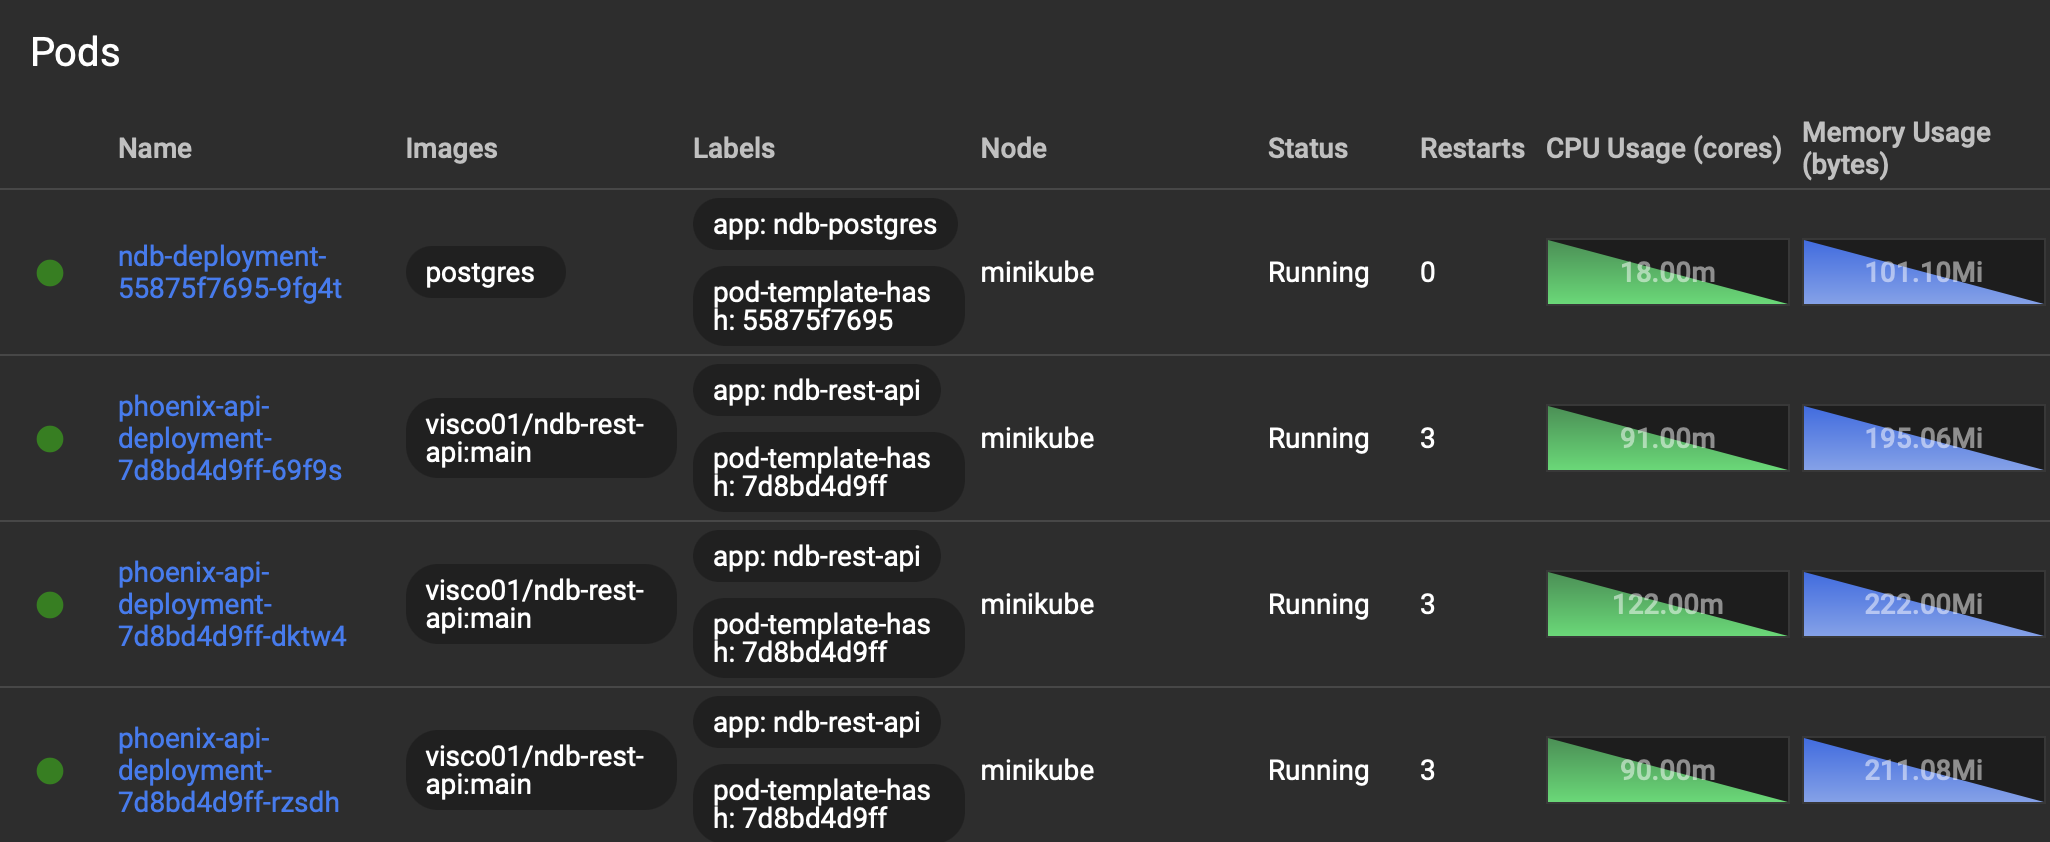 Pods
Name Images Labels Node Status Restarts CPU Usage (cores) Memory Usage
(bytes)
ndb-deployment-
55875f7695-9fg4t
postgres
app: ndb-postgres
pod-template-has
h: 55875f7695
minikube
Running
0
18.00m
101.10Mi
phoenix-api-
deployment-
7d8bd4d9ff-69f9s
visco01/ndb-rest-
api:main
app: ndb-rest-api
pod-template-has
h: 7d8bd4d9ff
minikube
Running
3
91.00m
195.06Mi
phoenix-api-
deployment-
7d8bd4d9ff-dktw4
visco01/ndb-rest-
api:main
app: ndb-rest-api
pod-template-has
h: 7d8bd4d9ff
minikube
Running
3
122.00m
222.00Mi
phoenix-api-
deployment-
7d8bd4d9ff-rzsdh
visco01/ndb-rest-
api:main
app: ndb-rest-api
pod-template-has
h: 7d8bd4d9ff
minikube
Running
3
90.00m
211.08Mi